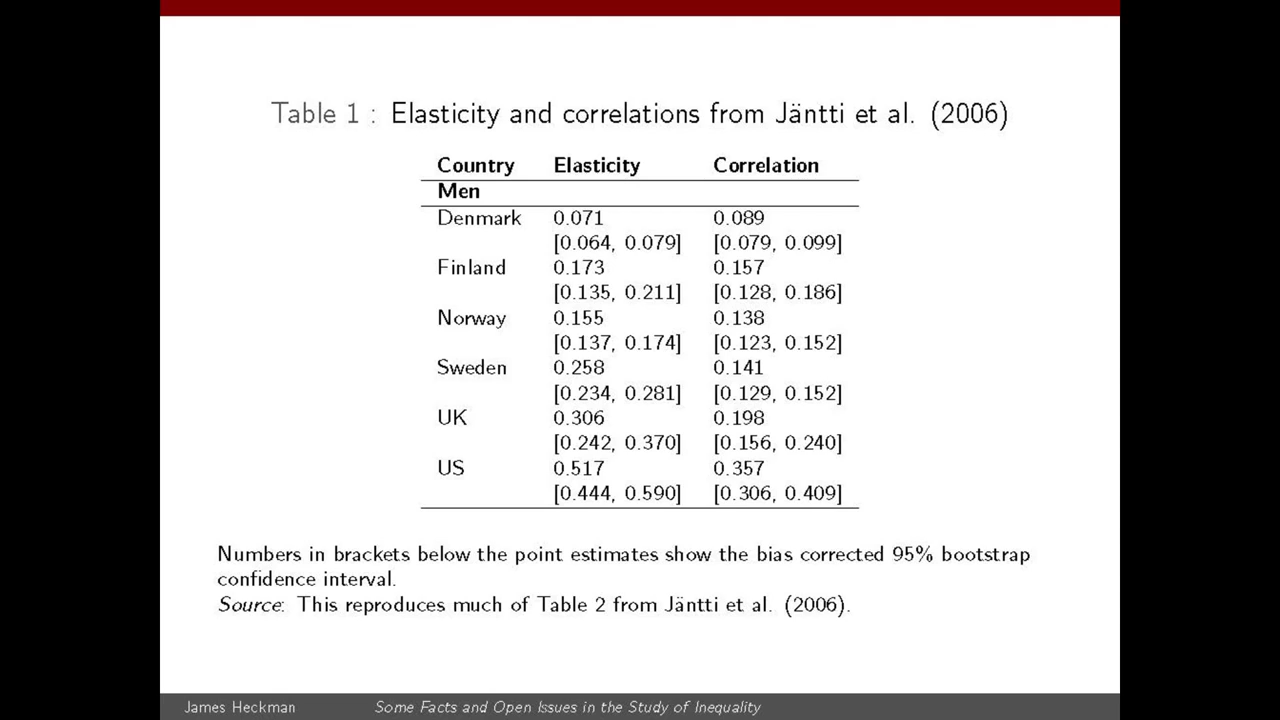 Table 1 : Elasticity and correlations from Jäntti et al. (2006)
Country Elasticity Correlation
Men
Denmark 0.071 0.089
[0.064, 0.079] [0.079, 0.099]
Finland 0.173 0.157
[0.135, 0.211] [0.128, 0.186]
Norway 0.155 0.138
[0.137, 0.174] [0.123, 0.152]
Sweden 0.258 0.141
[0.234, 0.281] [0.129, 0.152]
UK 0.306 0.198
[0.242, 0.370] [0.156, 0.240]
US 0.517 0.357
[0.444, 0.590] [0.306, 0.409]
Numbers in brackets below the point estimates show the bias corrected 95% bootstrap
confidence interval.
Source: This reproduces much of Table 2 from Jäntti et al. (2006).
James Heckman Some Facts and Open Issues in the Study of Inequality